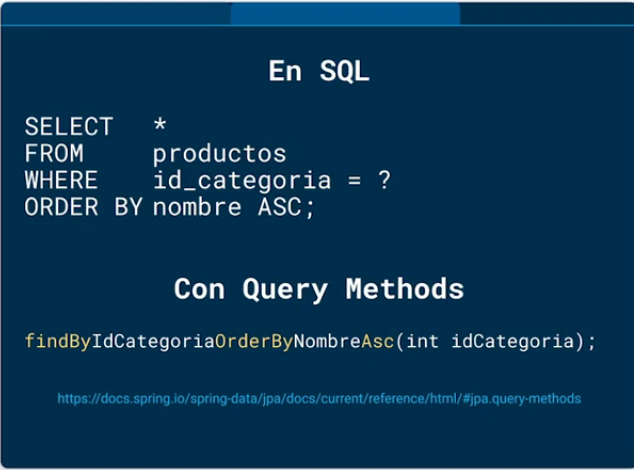 En SQL
SELECT *
FROM productos
WHERE id_categoria = ?
ORDER BY nombre ASC;
Con Query Methods
findByIdCategoriaOrderByNombreAsc(int idCategoria);
https://docs.spring.io/spring-data/jpa/docs/current/reference/html/#jpa.query-methods